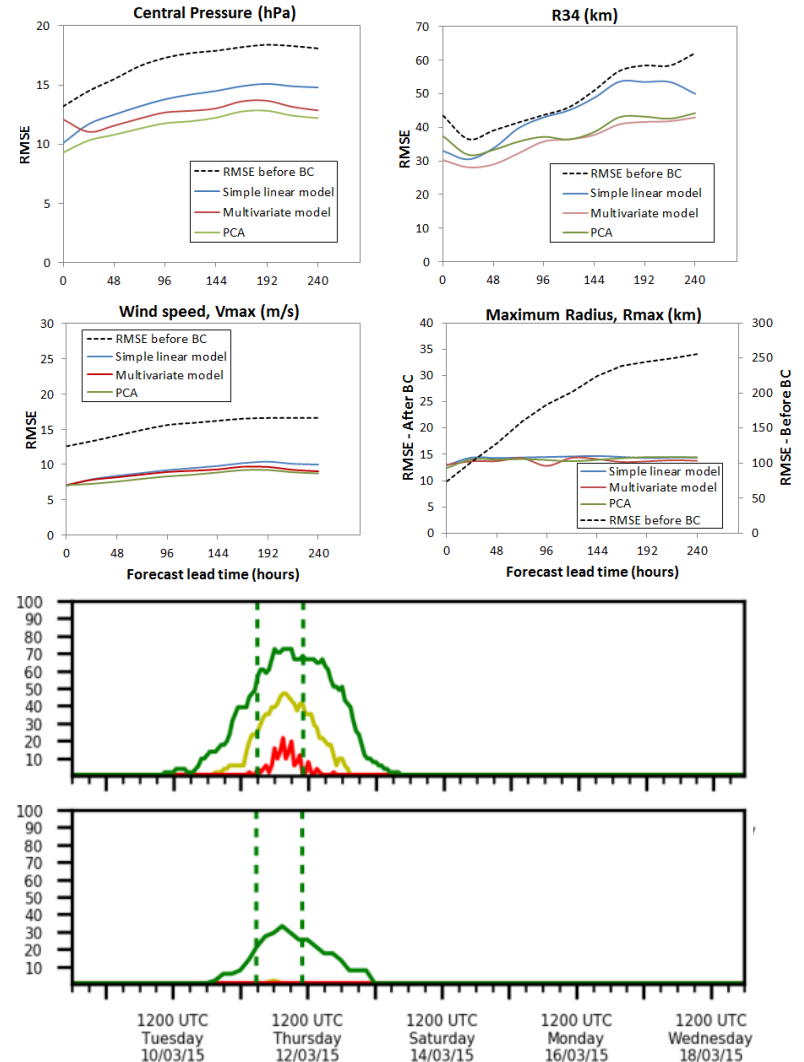 Central Pressure (hPa)
20
15
10
5
0
RMSE
RMSE before BC
Simple linear model
Multivariate model
PCA
0 48 96 144 192 240
R34 (km)
70
60
50
40
30
20
10
0
RMSE
RMSE before BC
Simple linear model
Multivariate model
PCA
0 48 96 144 192 240
Wind speed, Vmax (m/s)
30
25
20
15
10
5
0
RMSE
RMSE before BC
Simple linear model
Multivariate model
PCA
0 48 96 144 192 240
Forecast lead time (hours)
Maximum Radius, Rmax (km)
40
35
30
25
20
15
10
5
0
RMSE - After BC
300
250
200
150
100
50
0
RMSE - Before BC
Simple linear model
Multivariate model
PCA
RMSE before BC
0 48 96 144 192 240
Forecast lead time (hours)
100
90
80
70
60
50
40
30
20
10
100
90
80
70
60
50
40
30
20
10
1200 UTC 1200 UTC 1200 UTC 1200 UTC 1200 UTC
Tuesday Thursday Saturday Monday Wednesday
10/03/15 12/03/15 14/03/15 16/03/15 18/03/15